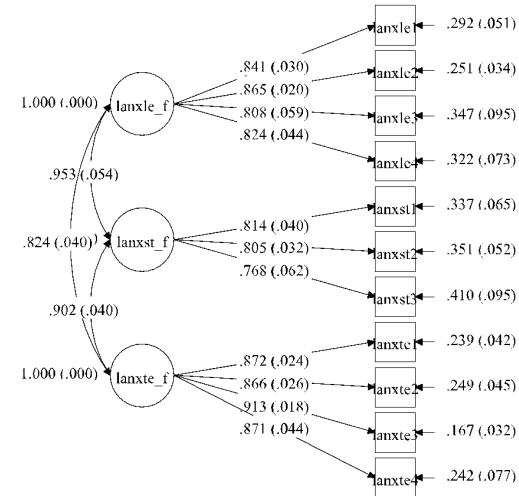 lanxle1 .292 (.051)
.841 (.030)
lanxle2 .251 (.034)
.865 (.020)
1.000 (.000) lanxle_f
.808 (.059) lanxle3 .347 (.095)
.824 (.044)
lanxle4 .322 (.073)
.953 (.054)
lanxst1 .337 (.065)
.814 (.040)
.824 (.040) lanxst_f .805 (.032) lanxst2 .351 (.052)
.768 (.062)
lanxst3 .410 (.095)
.902 (.040)
lanxte1 .239 (.042)
.872 (.024)
1.000 (.000) lanxte_f .866 (.026) lanxte2 .249 (.045)
.913 (.018)
lanxte3 .167 (.032)
.871 (.044)
lanxte4 .242 (.077)